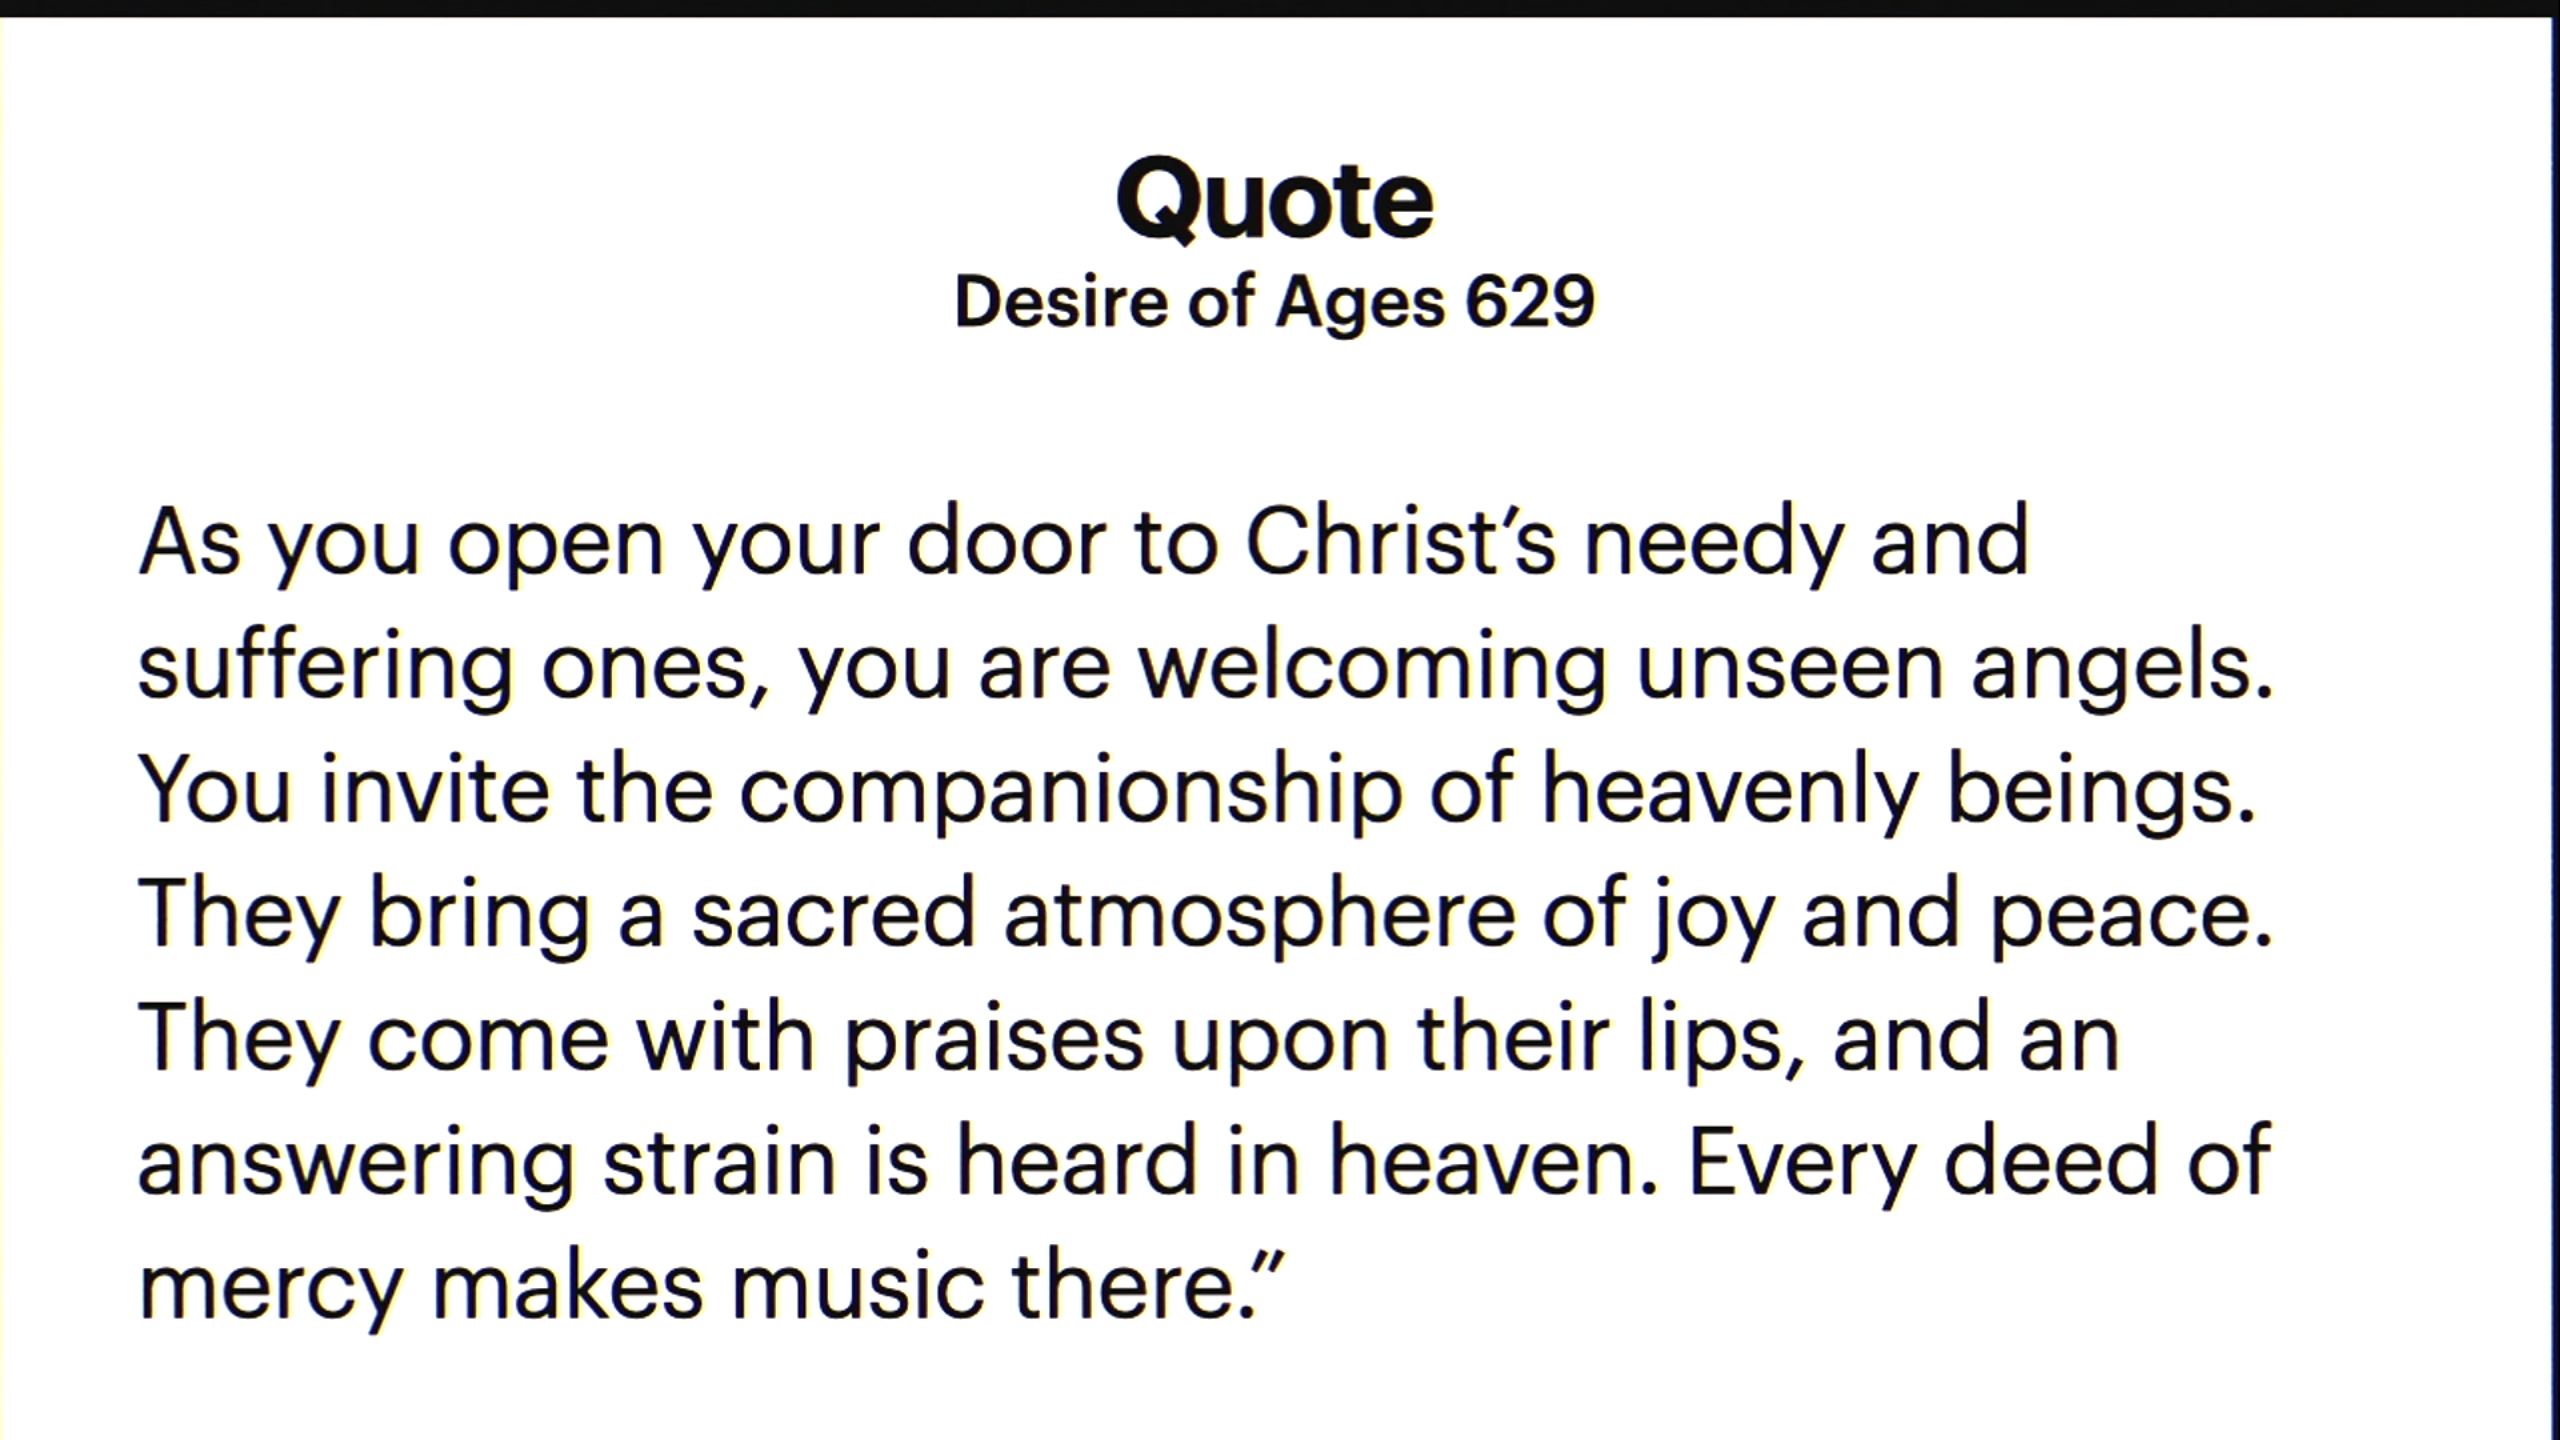 Quote
Desire of Ages 629
As you open your door to Christ’s needy and
suffering ones, you are welcoming unseen angels.
You invite the companionship of heavenly beings.
They bring a sacred atmosphere of joy and peace.
They come with praises upon their lips, and an
answering strain is heard in heaven. Every deed of
mercy makes music there.”